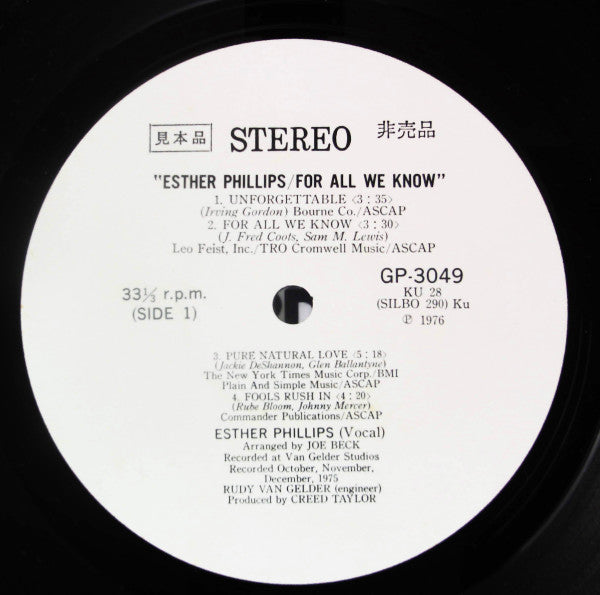 見本品 STEREO 非売品
"ESTHER PHILLIPS/FOR ALL WE KNOW"
1. UNFORGETTABLE <3:35>
(Irving Gordon) Bourne Co./ASCAP
2. FOR ALL WE KNOW <3:30>
(J. Fred Coots, Sam M. Lewis)
Leo Feist, Inc./TRO Cromwell Music/ASCAP
33⅓ r.p.m.
(SIDE 1)
GP-3049
KU 28
(SILBO 290) Ku
℗ 1976
3. PURE NATURAL LOVE <5:18>
(Jackie DeShannon, Glen Ballantyne)
The New York Times Music Corp./BMI
Plain And Simple Music/ASCAP
4. FOOLS RUSH IN <4:20>
(Rube Bloom, Johnny Mercer)
Commander Publications/ASCAP
ESTHER PHILLIPS (Vocal)
Arranged by JOE BECK
Recorded at Van Gelder Studios
Recorded October, November,
December, 1975
RUDY VAN GELDER (engineer)
Produced by CREED TAYLOR